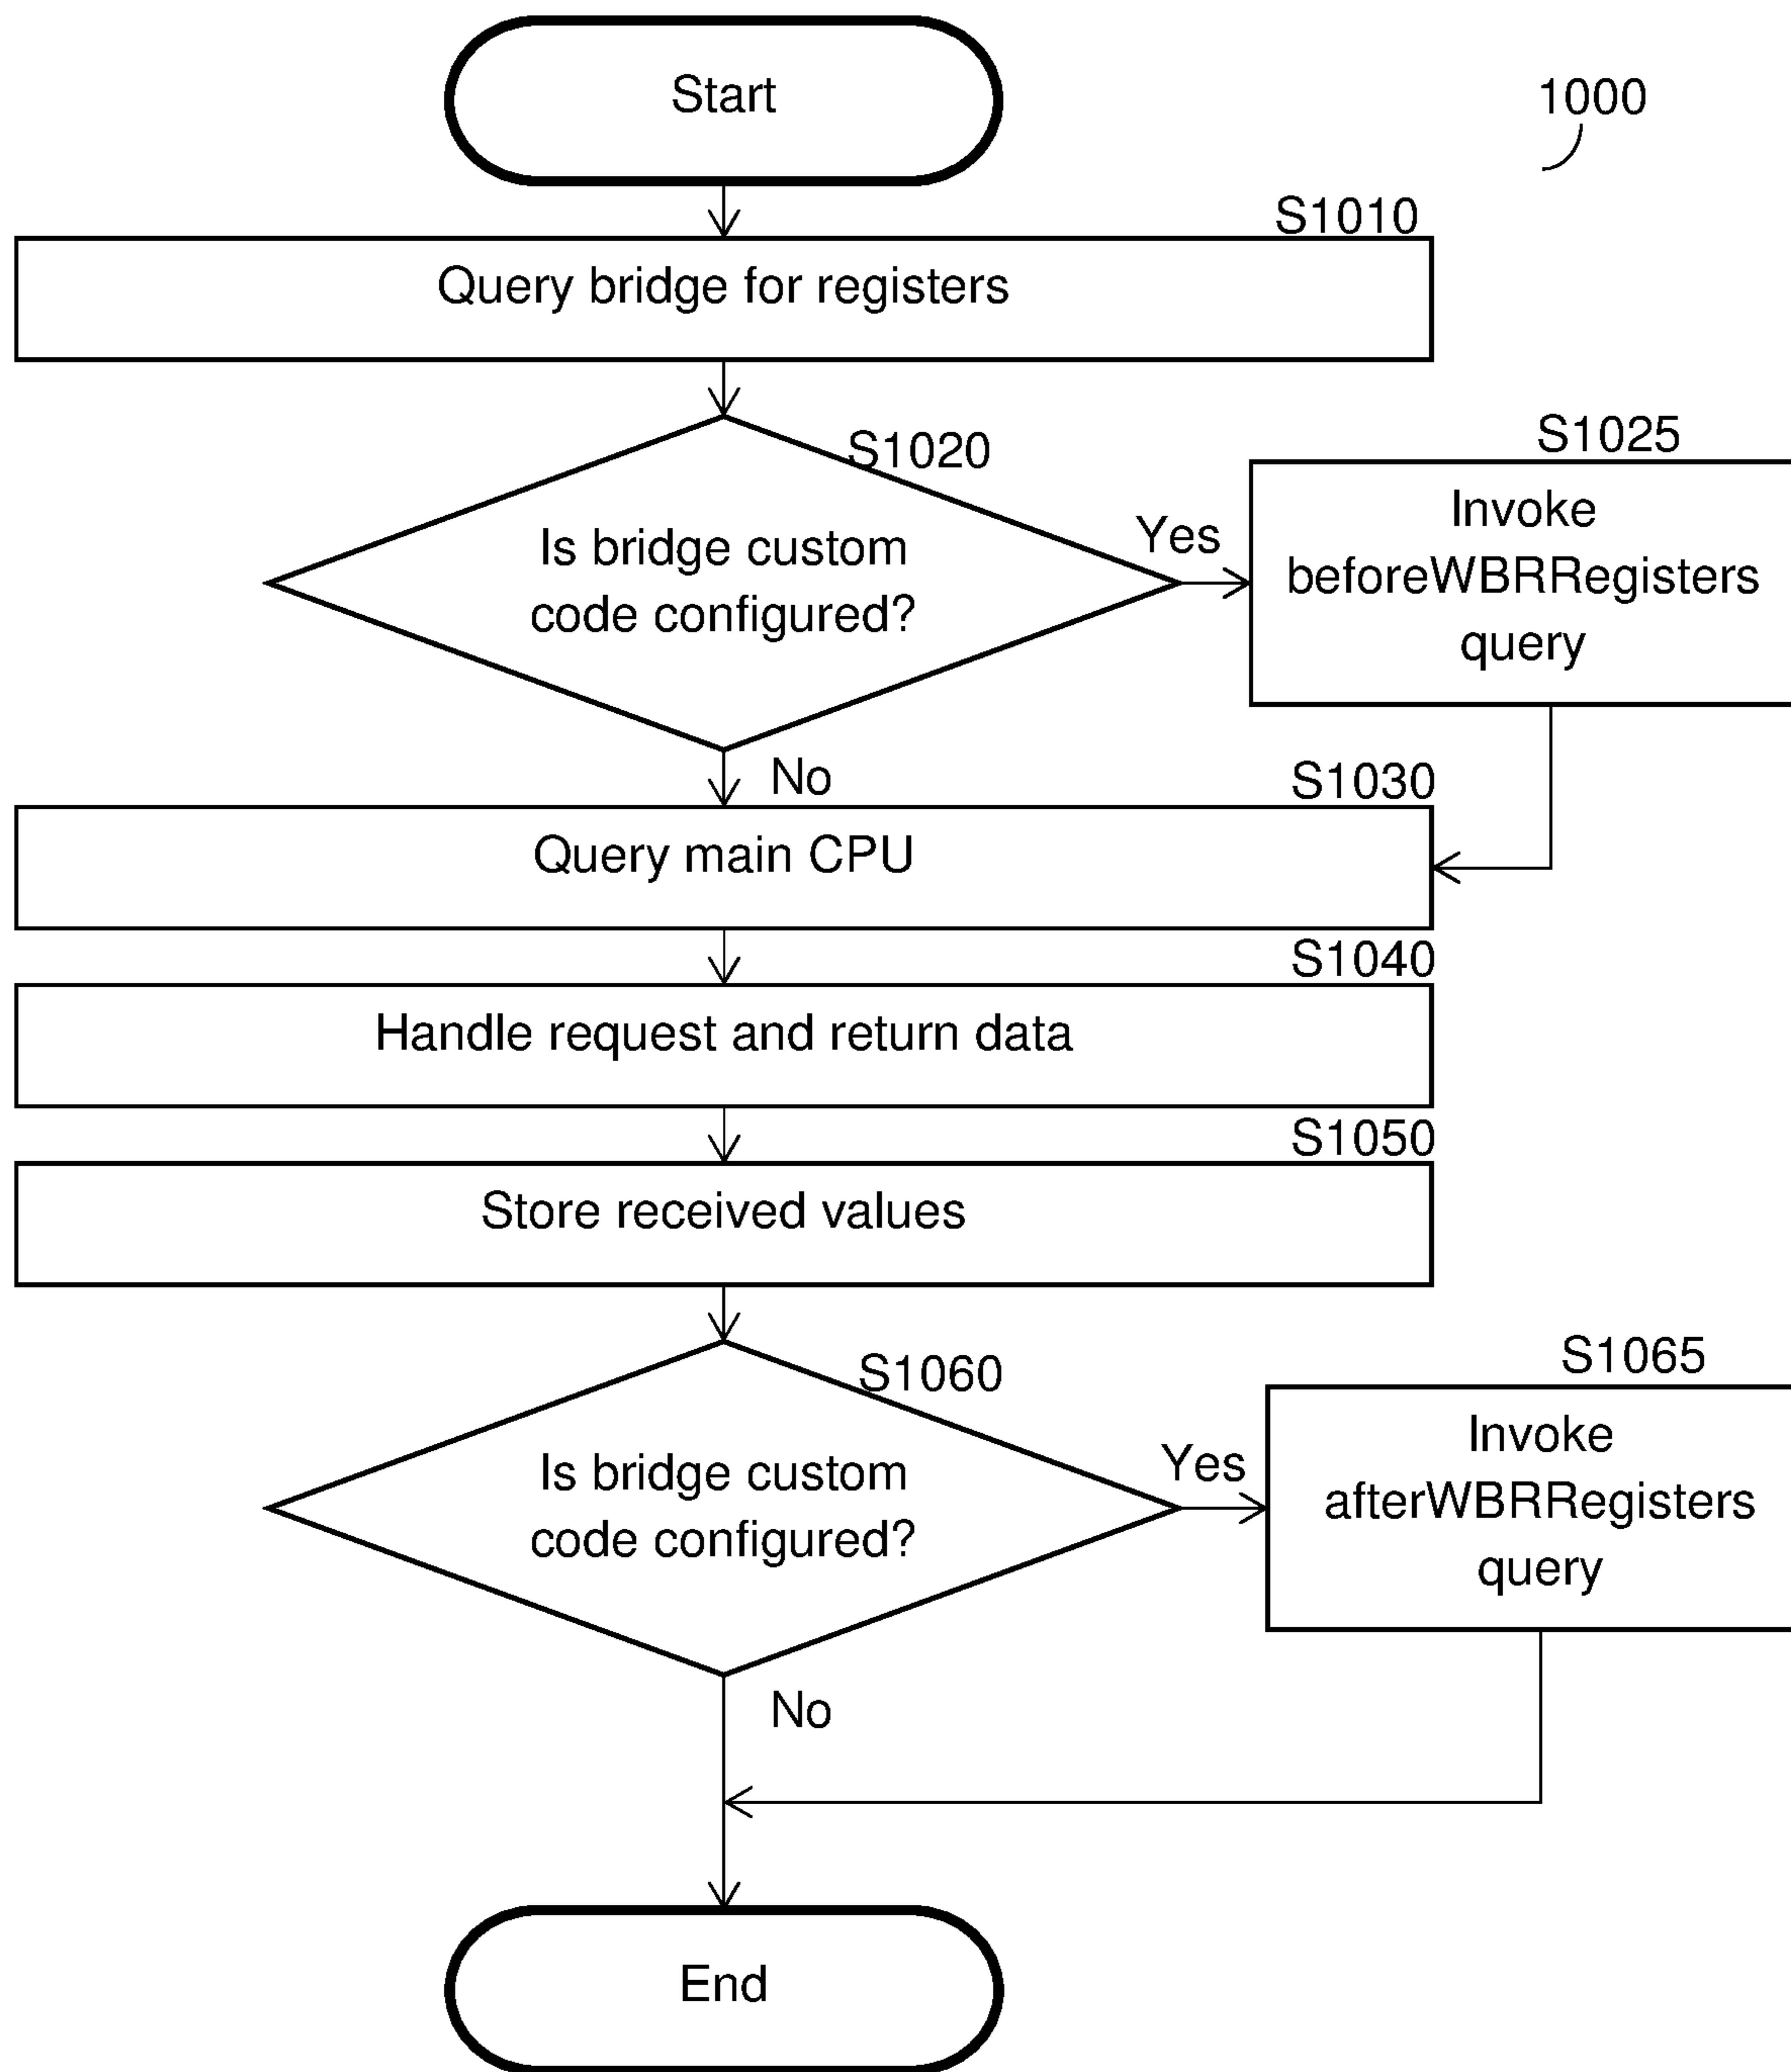 Start
1000
S1010
Query bridge for registers
S1020
Is bridge custom
code configured?
Yes
S1025
Invoke
beforeWBRRegisters
query
No
S1030
Query main CPU
S1040
Handle request and return data
S1050
Store received values
S1060
Is bridge custom
code configured?
Yes
S1065
Invoke
afterWBRRegisters
query
No
End